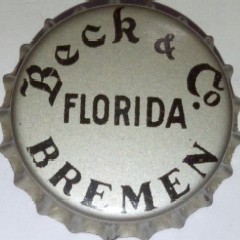 Beck & Co.
FLORIDA
BREMEN